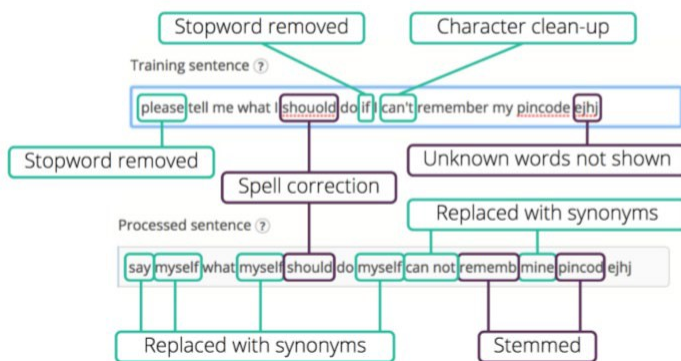 Stopword removed Character clean-up
Training sentence ?
please tell me what I shouold do if I can't remember my pincode ejhj
Stopword removed Unknown words not shown
Spell correction
Replaced with synonyms
Processed sentence ?
say myself what myself should do myself can not rememb mine pincod ejhj
Replaced with synonyms Stemmed